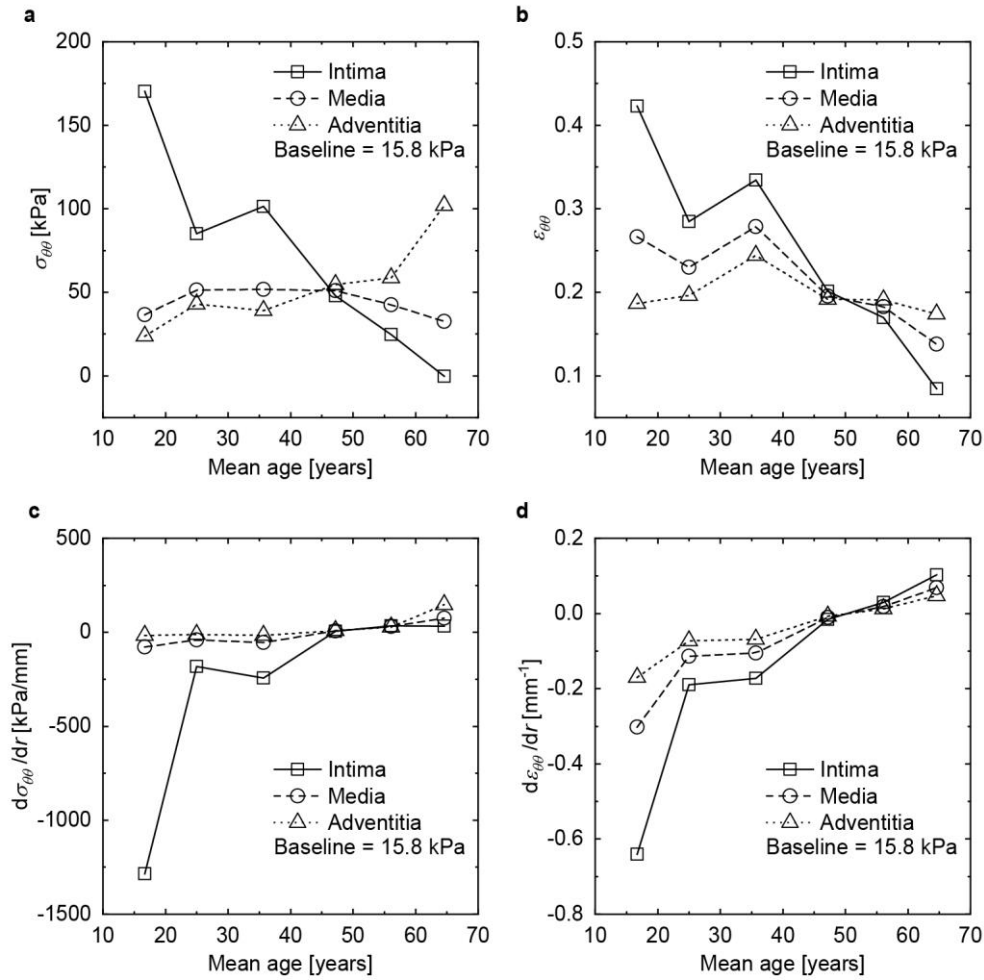 a
200
150
100
50
0
10 20 30 40 50 60 70
σθθ [kPa]
Mean age [years]
Intima
Media
Adventitia
Baseline = 15.8 kPa
b
0.5
0.4
0.3
0.2
0.1
10 20 30 40 50 60 70
εθθ
Mean age [years]
Intima
Media
Adventitia
Baseline = 15.8 kPa
c
500
0
-500
-1000
-1500
10 20 30 40 50 60 70
dσθθ/dr [kPa/mm]
Mean age [years]
Intima
Media
Adventitia
Baseline = 15.8 kPa
d
0.2
0.0
-0.2
-0.4
-0.6
-0.8
10 20 30 40 50 60 70
dεθθ/dr [mm⁻¹]
Mean age [years]
Intima
Media
Adventitia
Baseline = 15.8 kPa